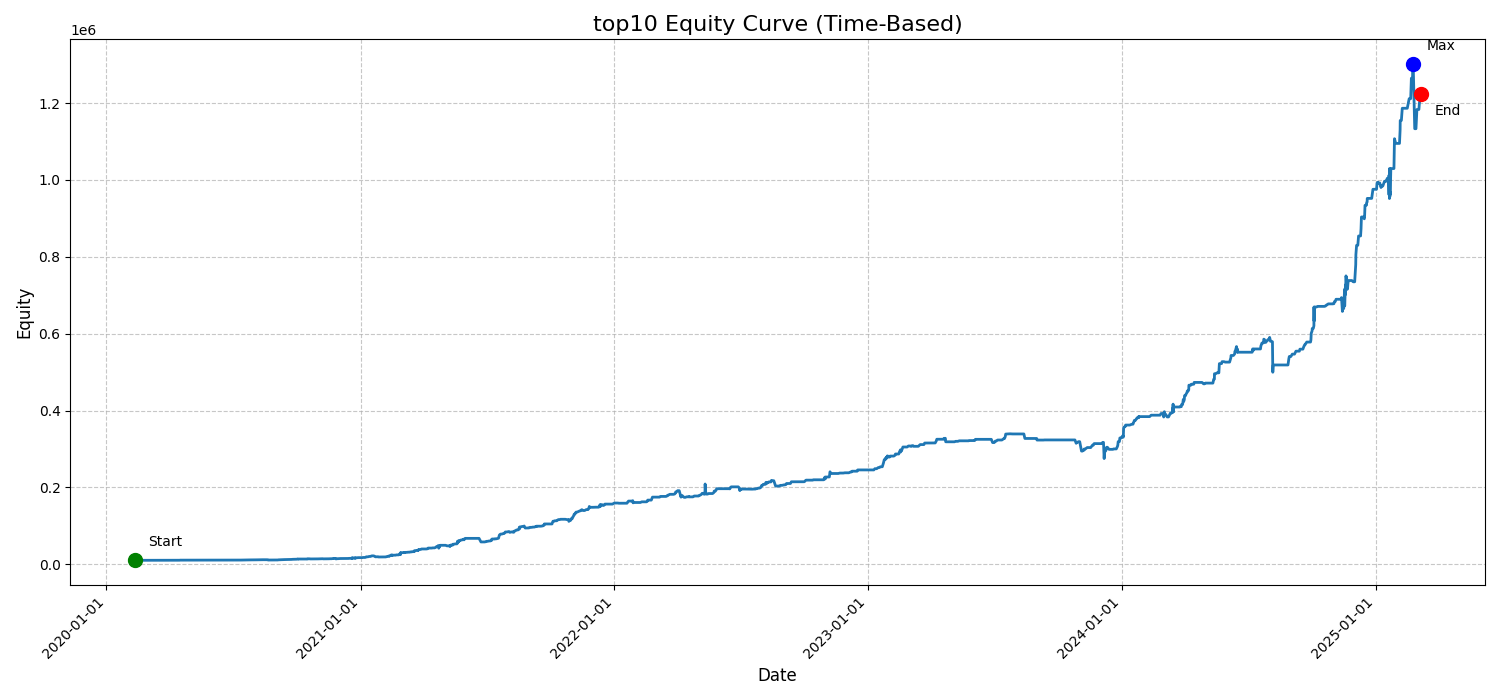 top10 Equity Curve (Time-Based)
1e6
Max
1.2
End
1.0
0.8
Equity
0.6
0.4
0.2
Start
0.0
2020-01-01
2021-01-01
2022-01-01
2023-01-01
2024-01-01
2025-01-01
Date